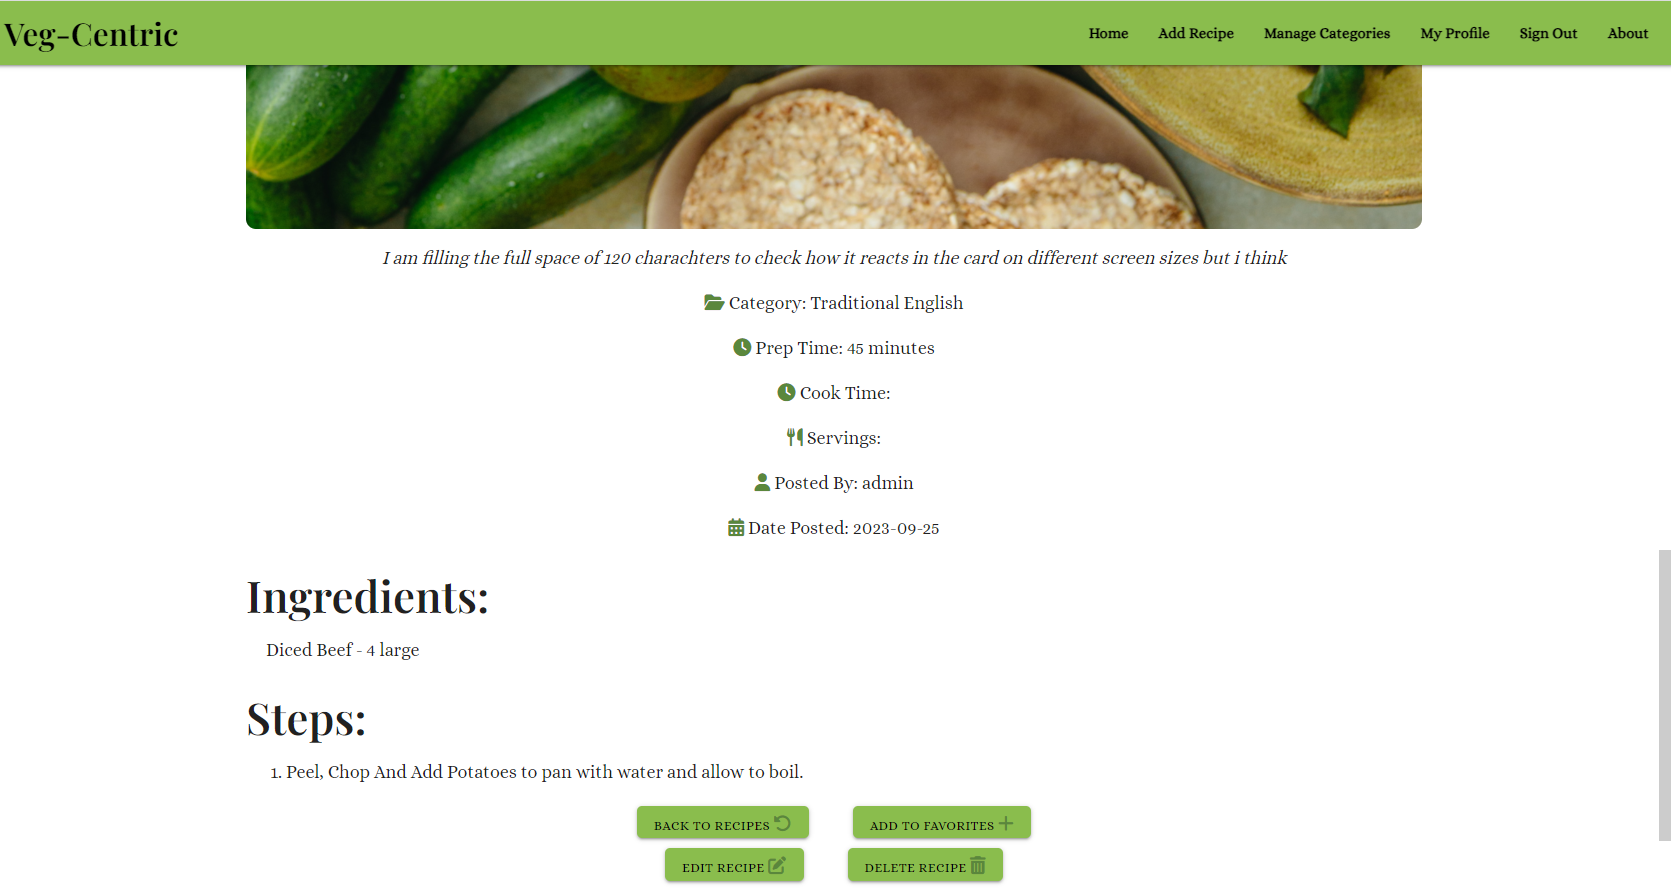 Veg-Centric
Home Add Recipe Manage Categories My Profile Sign Out About
I am filling the full space of 120 charachters to check how it reacts in the card on different screen sizes but i think
Category: Traditional English
Prep Time: 45 minutes
Cook Time:
Servings:
Posted By: admin
Date Posted: 2023-09-25
Ingredients:
Diced Beef - 4 large
Steps:
1. Peel, Chop And Add Potatoes to pan with water and allow to boil.
BACK TO RECIPES ADD TO FAVORITES
EDIT RECIPE DELETE RECIPE